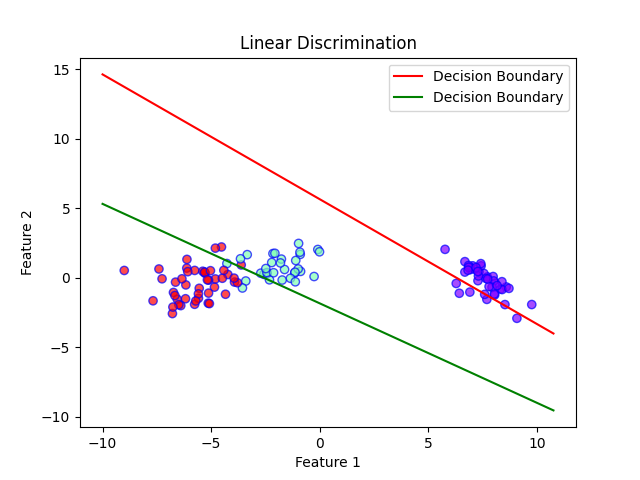 Linear Discrimination
Decision Boundary
Decision Boundary
15
10
5
0
−5
−10
Feature 2
−10 −5 0 5 10
Feature 1